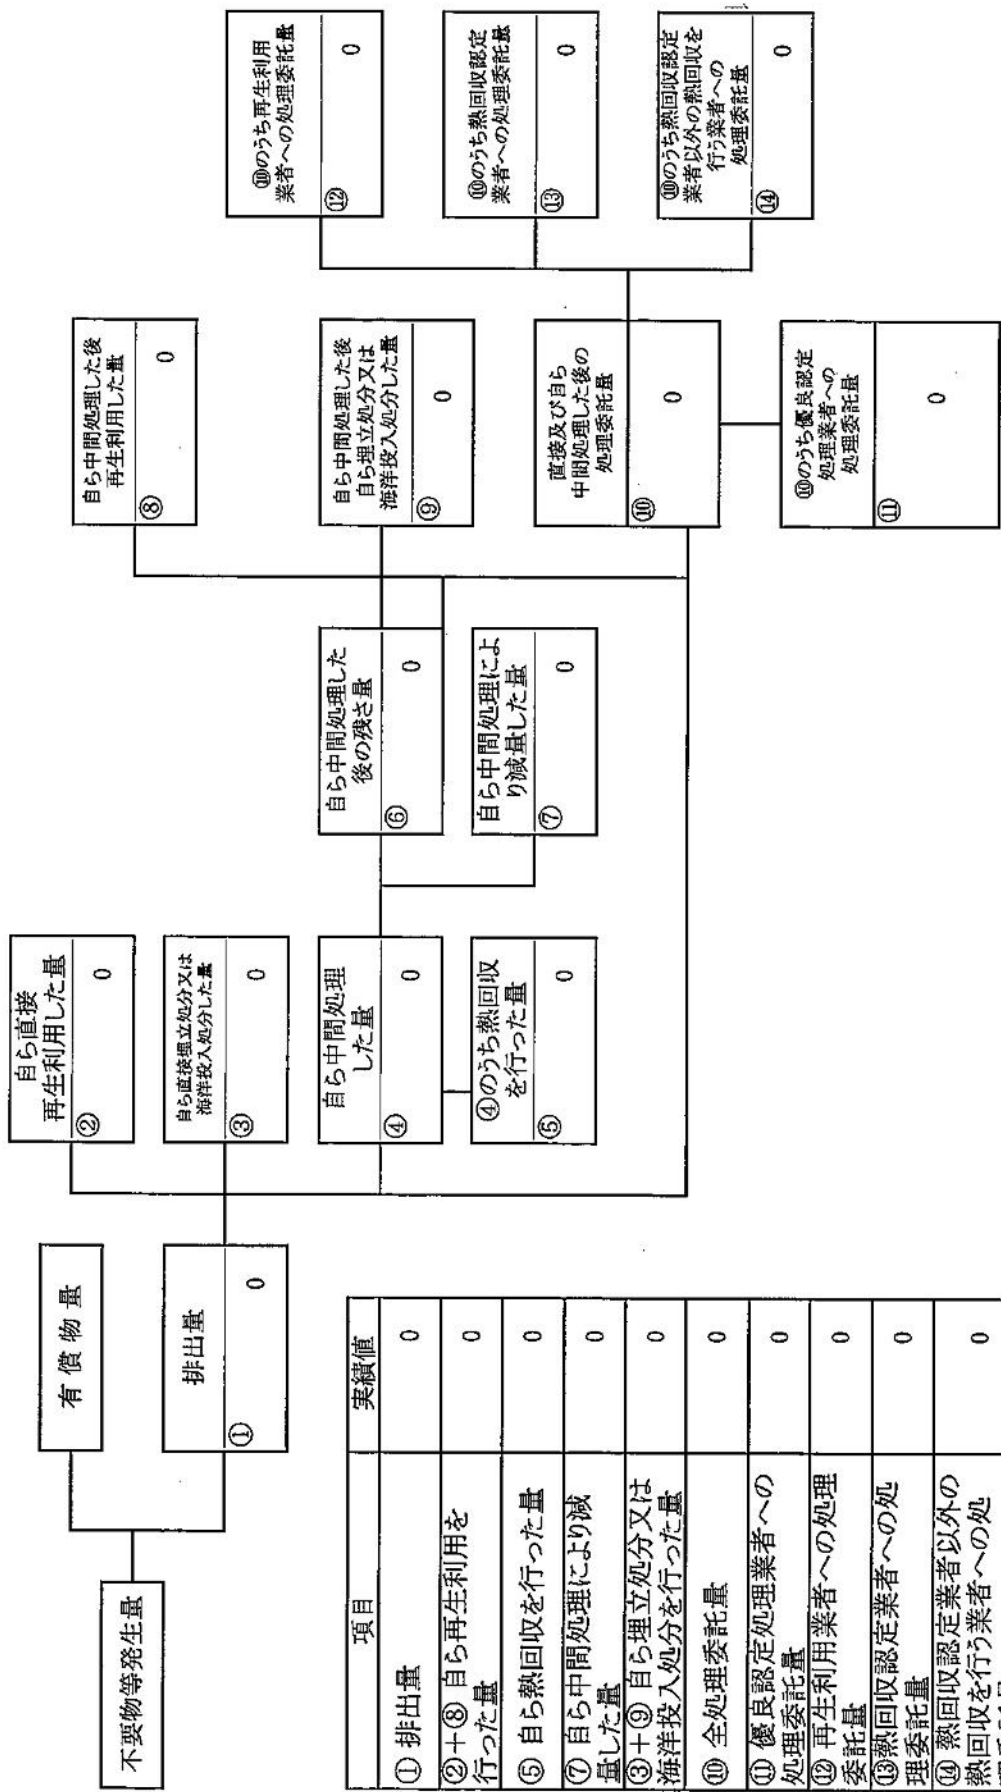 不要物等発生量
有償物量
排出量
① 0
自ら直接
再生利用した量
② 0
自ら直接埋立処分又は
海洋投入処分した量
③ 0
自ら中間処理
した量
④ 0
④のうち熱回収
を行った量
⑤ 0
自ら中間処理した
後の残さ量
⑥ 0
自ら中間処理によ
り減量した量
⑦ 0
自ら中間処理した後
再生利用した量
⑧ 0
自ら中間処理した後
自ら埋立処分又は
海洋投入処分した量
⑨ 0
直接及び自ら
中間処理した後の
処理委託量
⑩ 0
⑩のうち優良認定
処理業者への
処理委託量
⑪ 0
⑩のうち再生利用
業者への処理委託量
⑫ 0
⑩のうち熱回収認定
業者への処理委託量
⑬ 0
⑩のうち熱回収認定
業者以外の熱回収を
行う業者への
処理委託量
⑭ 0
項目 実績値
① 排出量 0
②+⑧ 自ら再生利用を
行った量 0
⑤ 自ら熱回収を行った量 0
⑦ 自ら中間処理により減
量した量 0
③+⑨ 自ら埋立処分又は
海洋投入処分を行った量 0
⑩ 全処理委託量 0
⑪ 優良認定処理業者への
処理委託量 0
⑫ 再生利用業者への処理
委託量 0
⑬熱回収認定業者への処
理委託量 0
⑭ 熱回収認定業者以外の
熱回収を行う業者への処 0